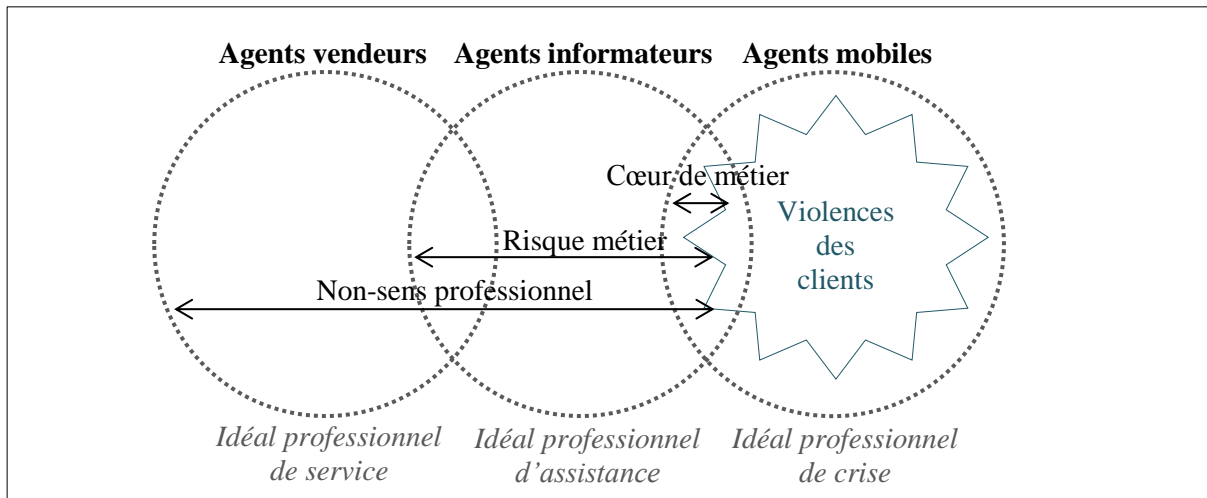 Agents vendeurs
Agents informateurs
Agents mobiles
Cœur de métier
Violences
des
clients
Risque métier
Non-sens professionnel
Idéal professionnel
de service
Idéal professionnel
d’assistance
Idéal professionnel
de crise